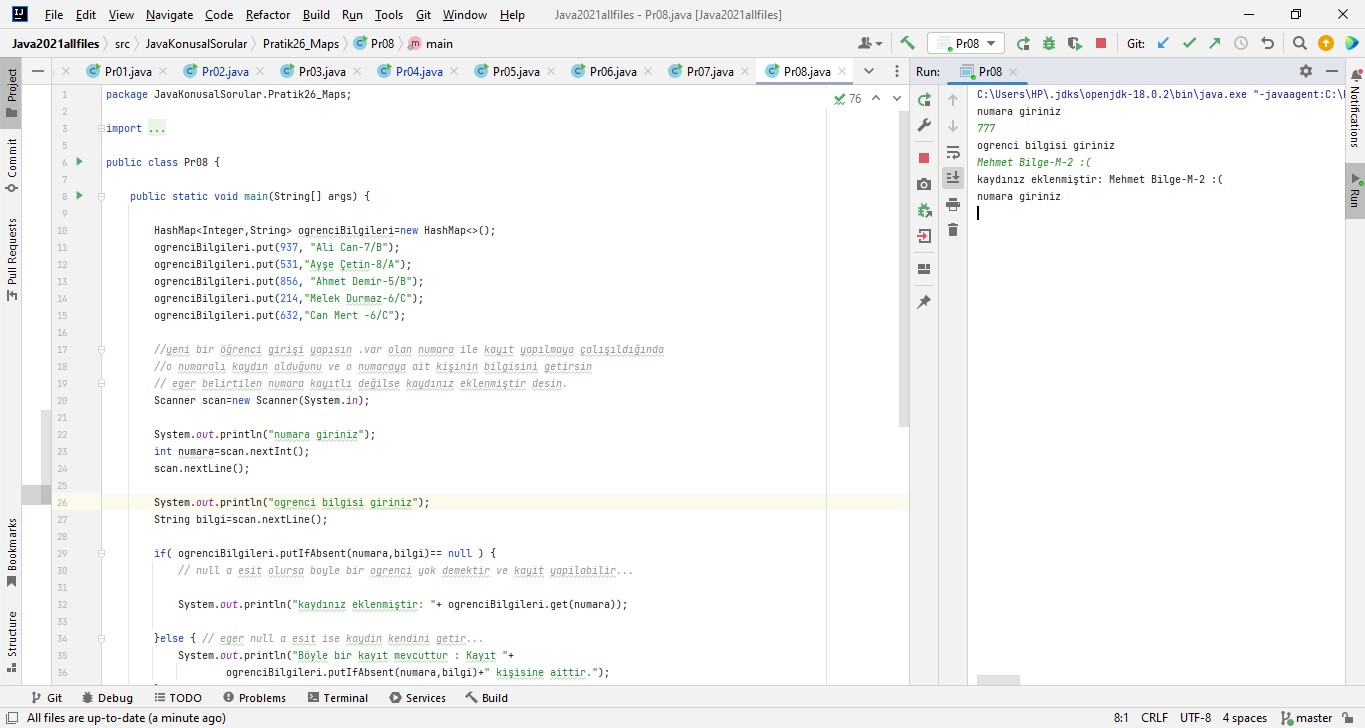 File Edit View Navigate Code Refactor Build Run Tools Git Window Help Java2021allfiles - Pr08.java [Java2021allfiles]
Java2021allfiles src JavaKonusalSorular Pratik26_Maps Pr08 main Pr08 Git:
Project
Commit
Pull Requests
Bookmarks
Structure
Pr01.java Pr02.java Pr03.java Pr04.java Pr05.java Pr06.java Pr07.java Pr08.java
76
1 package JavaKonusalSorular.Pratik26_Maps;
2
3 import ...
5
6 public class Pr08 {
7
8 public static void main(String[] args) {
9
10 HashMap<Integer,String> ogrenciBilgileri=new HashMap<>();
11 ogrenciBilgileri.put(937, "Ali Can-7/B");
12 ogrenciBilgileri.put(531,"Ayşe Çetin-8/A");
13 ogrenciBilgileri.put(856, "Ahmet Demir-5/B");
14 ogrenciBilgileri.put(214,"Melek Durmaz-6/C");
15 ogrenciBilgileri.put(632,"Can Mert -6/C");
16
17 //yeni bir öğrenci girişi yapısın .var olan numara ile kayıt yapılmaya çalışıldığında
18 //o numaralı kaydın olduğunu ve o numaraya ait kişinin bilgisini getirsin
19 // eger belirtilen numara kayıtlı değilse kaydınız eklenmiştir desin.
20 Scanner scan=new Scanner(System.in);
21
22 System.out.println("numara giriniz");
23 int numara=scan.nextInt();
24 scan.nextLine();
25
26 System.out.println("ogrenci bilgisi giriniz");
27 String bilgi=scan.nextLine();
28
29 if( ogrenciBilgileri.putIfAbsent(numara,bilgi)== null ) {
30 // null a esit olursa boyle bir ogrenci yok demektir ve kayit yapilabilir...
31
32 System.out.println("kaydınız eklenmiştir: "+ ogrenciBilgileri.get(numara));
33
34 }else { // eger null a esit ise kaydin kendini getir...
35 System.out.println("Böyle bir kayıt mevcuttur : Kayıt "+
36 ogrenciBilgileri.putIfAbsent(numara,bilgi)+" kişisine aittir.");
Run: Pr08
C:\Users\HP\.jdks\openjdk-18.0.2\bin\java.exe "-javaagent:C:\
numara giriniz
777
ogrenci bilgisi giriniz
Mehmet Bilge-M-2 :(
kaydınız eklenmiştir: Mehmet Bilge-M-2 :(
numara giriniz
Notifications
Run
Git Debug TODO Problems Terminal Services Build
All files are up-to-date (a minute ago) 8:1 CRLF UTF-8 4 spaces master